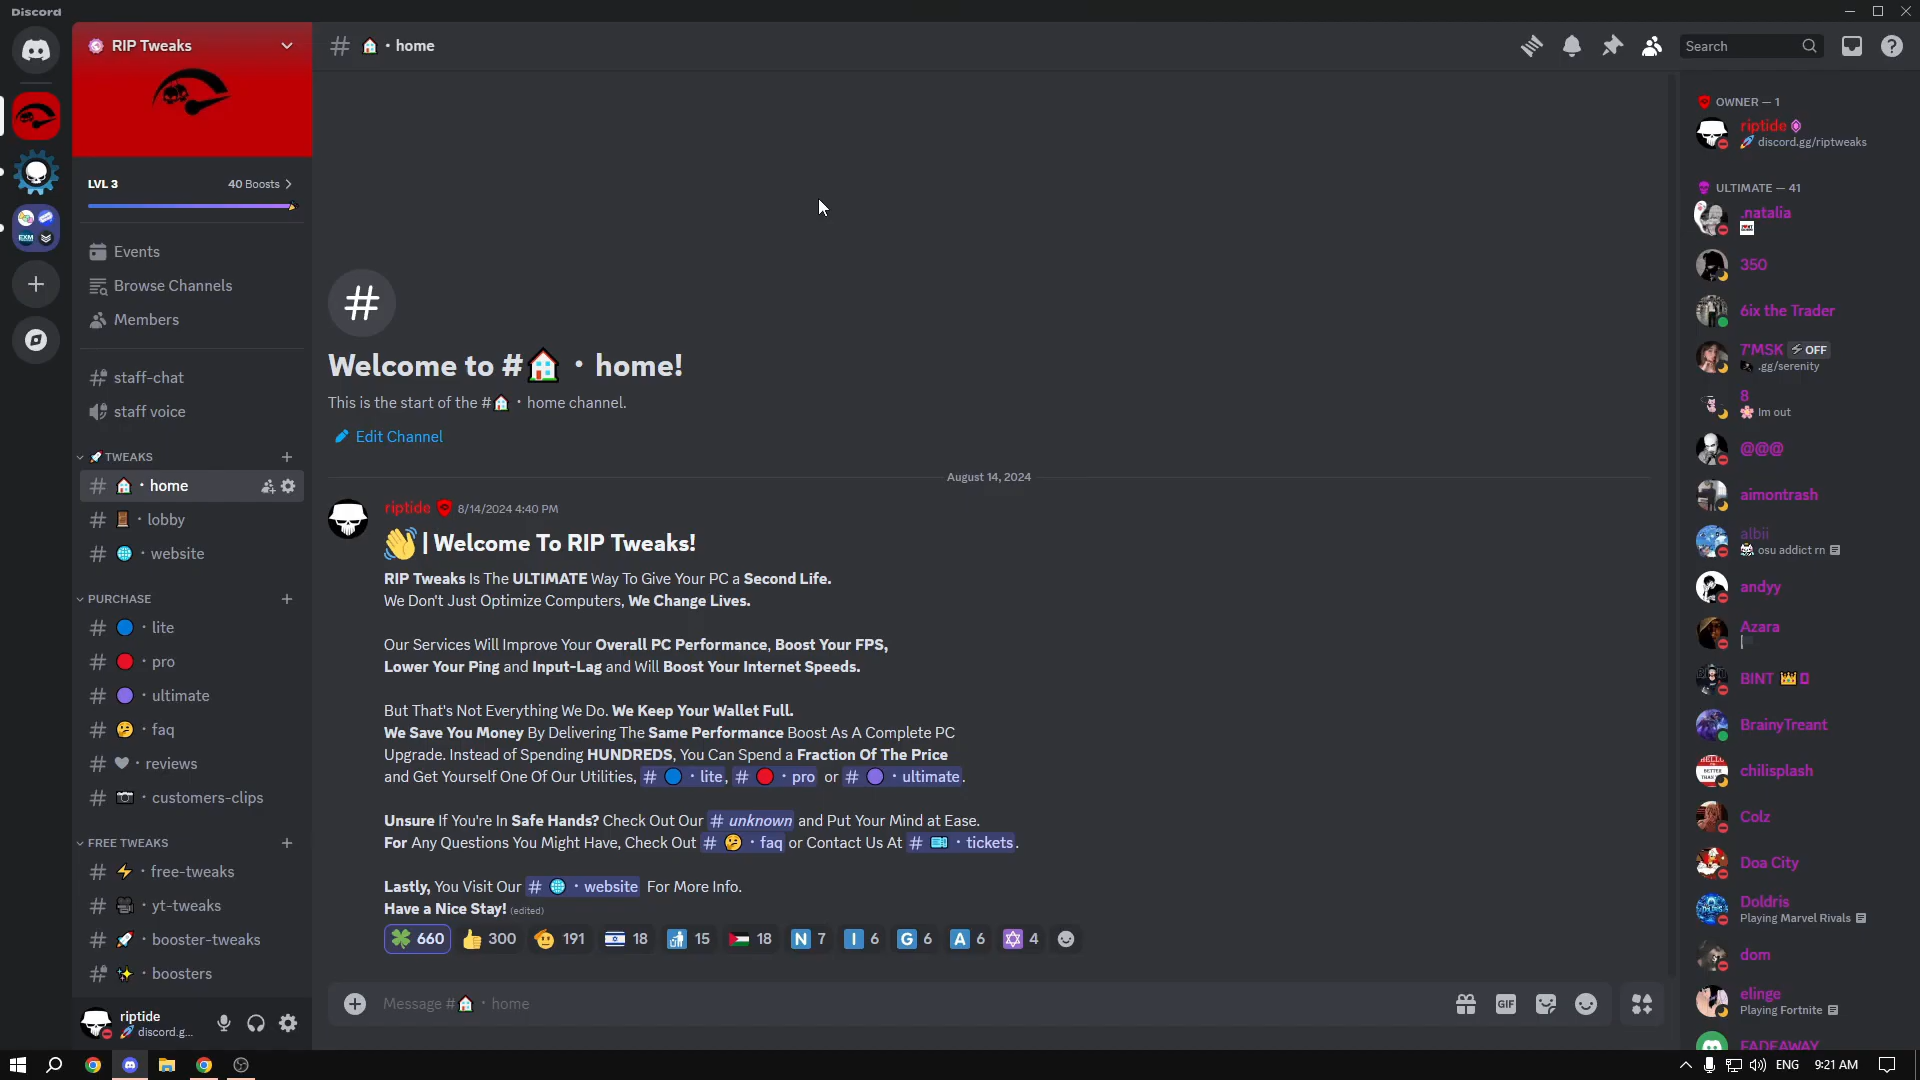 Discord
RIP Tweaks
LVL 3
40 Boosts
Events
Browse Channels
Members
staff-chat
staff voice
TWEAKS
home
lobby
website
PURCHASE
lite
pro
ultimate
faq
reviews
customers-clips
FREE TWEAKS
free-tweaks
yt-tweaks
booster-tweaks
boosters
riptide
discord.g...
# 🏠・home
Search
Welcome to #🏠・home!
This is the start of the #🏠・home channel.
Edit Channel
August 14, 2024
riptide 8/14/2024 4:40 PM
👋 | Welcome To RIP Tweaks!
RIP Tweaks Is The ULTIMATE Way To Give Your PC a Second Life.
We Don't Just Optimize Computers, We Change Lives.
Our Services Will Improve Your Overall PC Performance, Boost Your FPS,
Lower Your Ping and Input-Lag and Will Boost Your Internet Speeds.
But That's Not Everything We Do. We Keep Your Wallet Full.
We Save You Money By Delivering The Same Performance Boost As A Complete PC
Upgrade. Instead of Spending HUNDREDS, You Can Spend a Fraction Of The Price
and Get Yourself One Of Our Utilities, # 🔵・lite, # 🔴・pro or # 🟣・ultimate.
Unsure If You're In Safe Hands? Check Out Our # unknown and Put Your Mind at Ease.
For Any Questions You Might Have, Check Out # 🤔・faq or Contact Us At # 🎫・tickets.
Lastly, You Visit Our # 🌐・website For More Info.
Have a Nice Stay! (edited)
660 300 191 18 15 18 N 7 I 6 G 6 A 6 4
Message #🏠・home
GIF
OWNER — 1
riptide
discord.gg/riptweaks
ULTIMATE — 41
.natalia
350
6ix the Trader
7'MSK OFF
.gg/serenity
8
Im out
@@@
aimontrash
albii
osu addict rn
andyy
Azara
BINT
BrainyTreant
chilisplash
Colz
Doa City
Doldris
Playing Marvel Rivals
dom
elinge
Playing Fortnite
FADEAWAY
ENG
9:21 AM